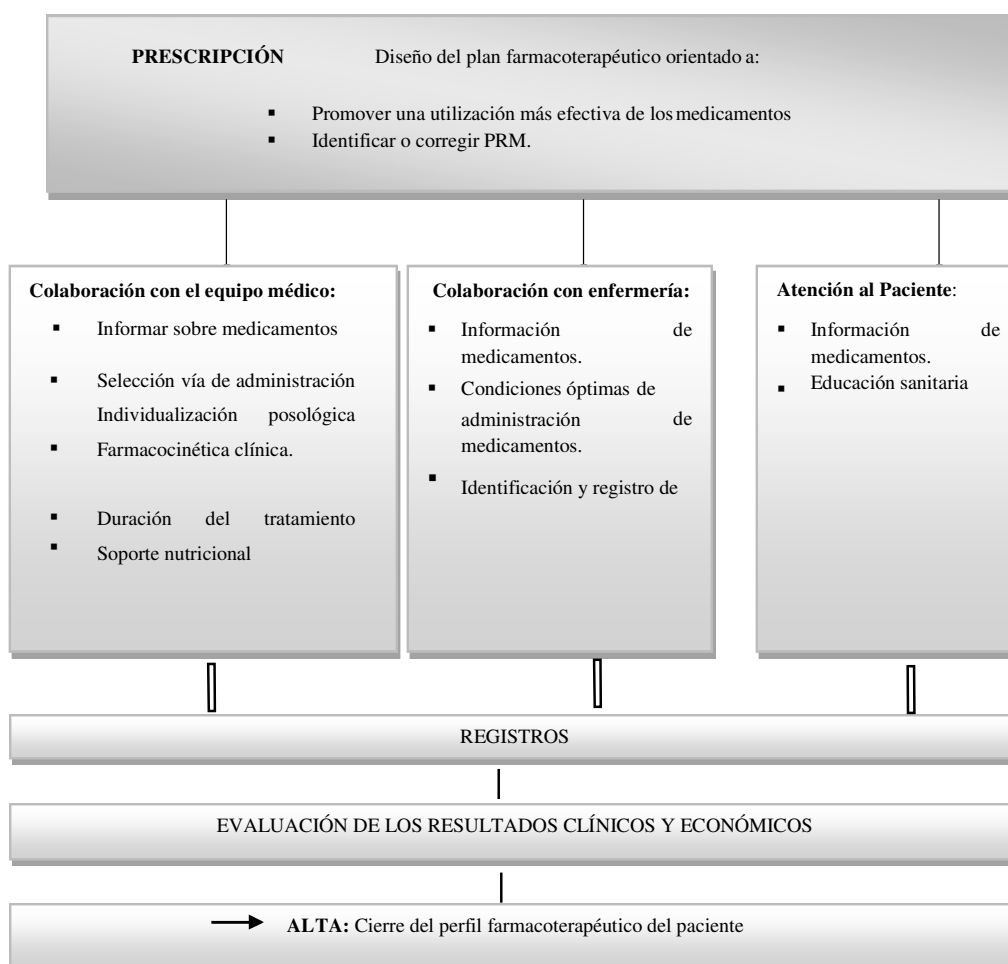 PRESCRIPCIÓN Diseño del plan farmacoterapéutico orientado a:
▪ Promover una utilización más efectiva de los medicamentos
▪ Identificar o corregir PRM.
Colaboración con el equipo médico:
▪ Informar sobre medicamentos
▪ Selección vía de administración
Individualización posológica
▪ Farmacocinética clínica.
▪ Duración del tratamiento
▪ Soporte nutricional
Colaboración con enfermería:
▪ Información de
medicamentos.
▪ Condiciones óptimas de
administración de
medicamentos.
▪ Identificación y registro de
Atención al Paciente:
▪ Información de
medicamentos.
▪ Educación sanitaria
REGISTROS
EVALUACIÓN DE LOS RESULTADOS CLÍNICOS Y ECONÓMICOS
ALTA: Cierre del perfil farmacoterapéutico del paciente